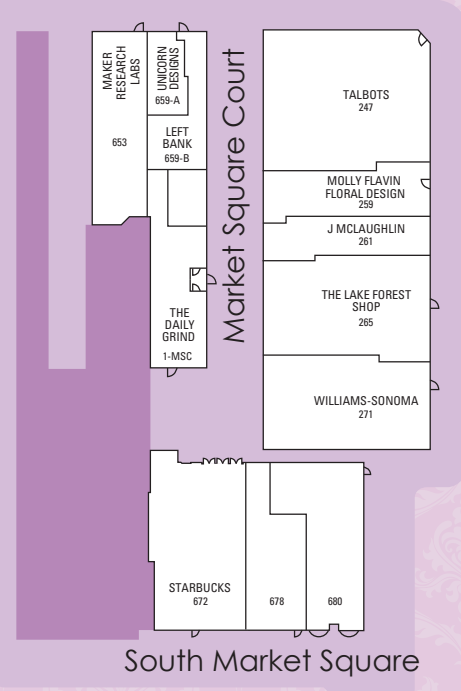 MAKER
RESEARCH
LABS
653
UNICORN
DESIGNS
659-A
LEFT
BANK
659-B
THE
DAILY
GRIND
1-MSC
Market Square Court
TALBOTS
247
MOLLY FLAVIN
FLORAL DESIGN
259
J MCLAUGHLIN
261
THE LAKE FOREST
SHOP
265
WILLIAMS-SONOMA
271
STARBUCKS
672
678
680
South Market Square